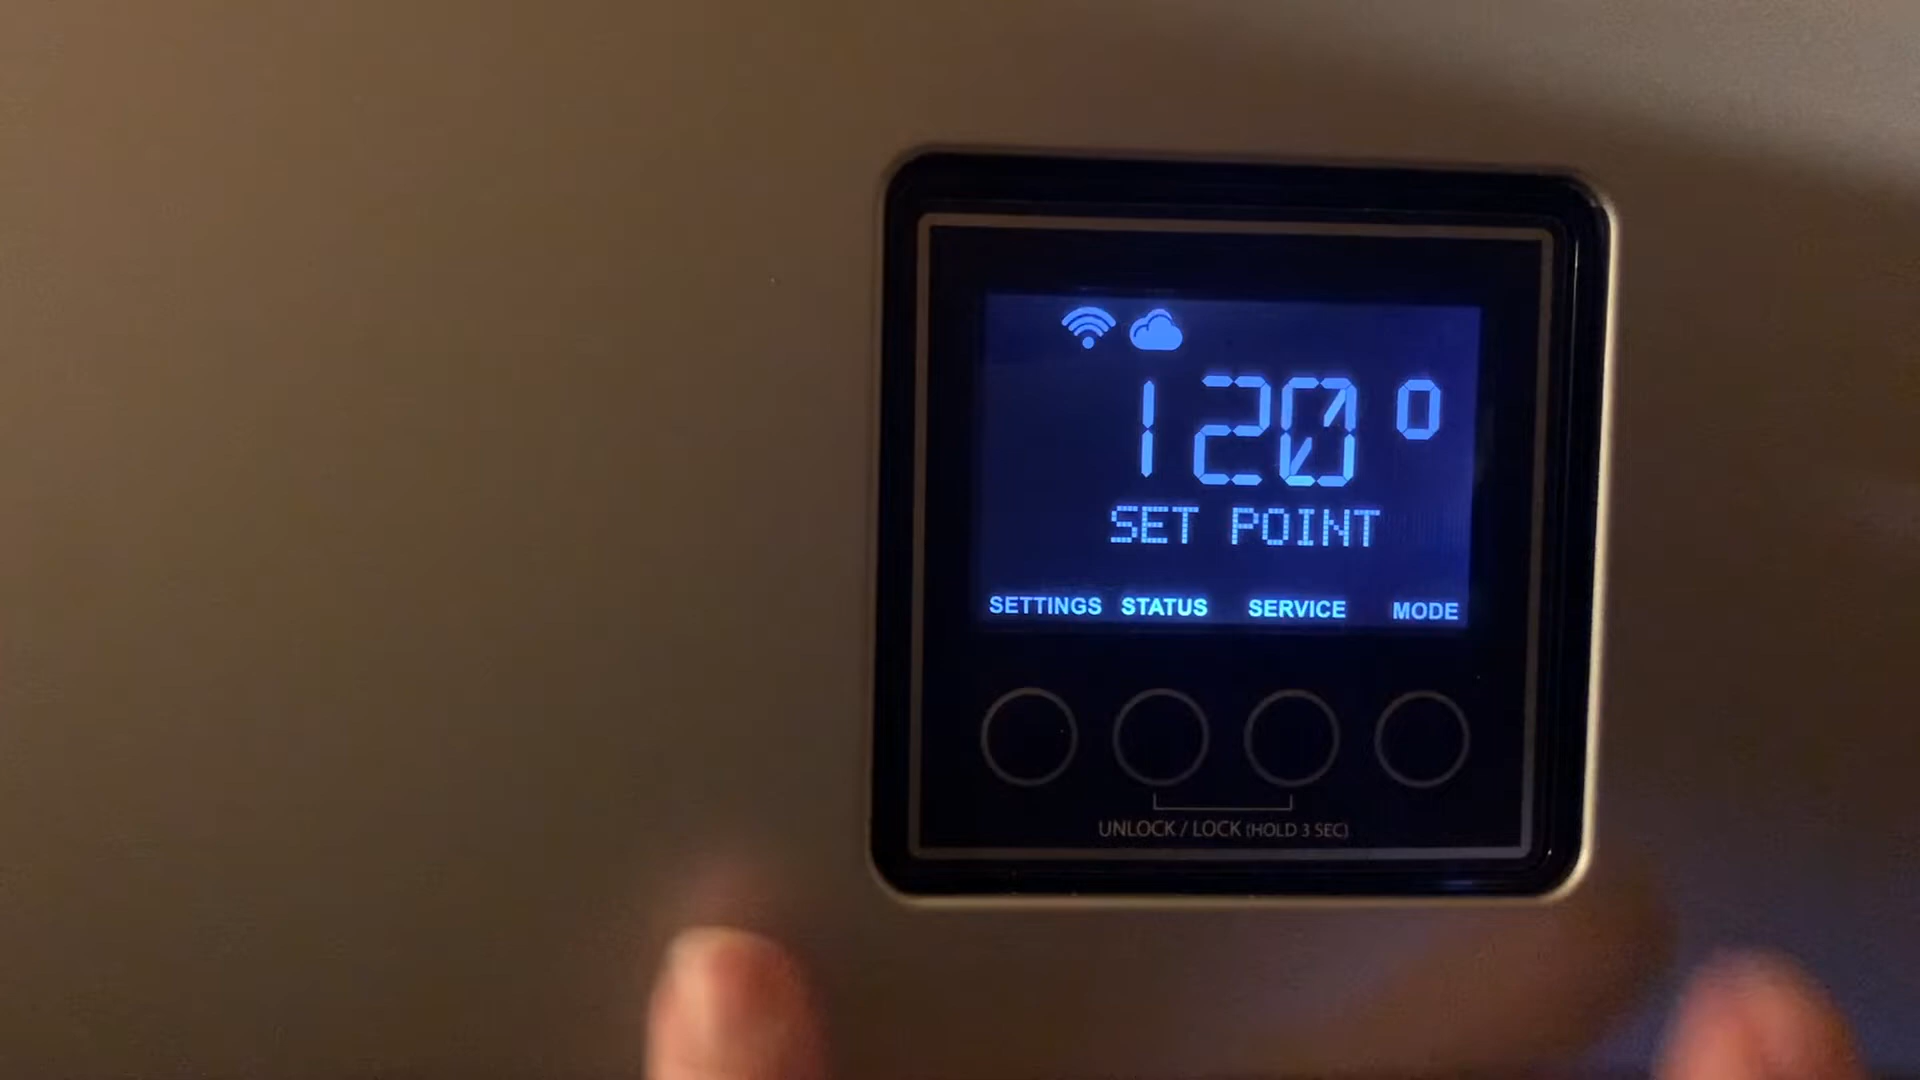 120°
SET POINT
SETTINGS STATUS SERVICE MODE
UNLOCK / LOCK (HOLD 3 SEC)